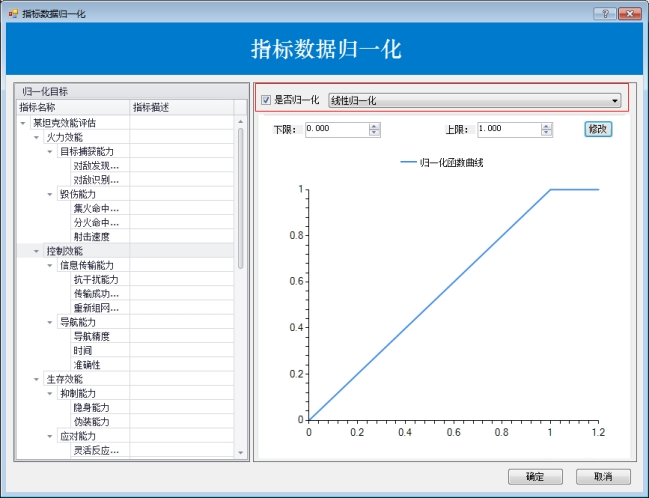 指标数据归一化
指标数据归一化
归一化目标
指标名称 指标描述
某坦克效能评估
火力效能
目标捕获能力
对敌发现...
对敌识别...
毁伤能力
集火命中...
分火命中...
射击速度
控制效能
信息传输能力
抗干扰能力
传输成功...
重新组网...
导航能力
导航精度
时间
准确性
生存效能
抑制能力
隐身能力
伪装能力
应对能力
灵活反应...
是否归一化 线性归一化
下限： 0.000 上限： 1.000 修改
归一化函数曲线
1
0.8
0.6
0.4
0.2
0
0 0.2 0.4 0.6 0.8 1 1.2
确定 取消